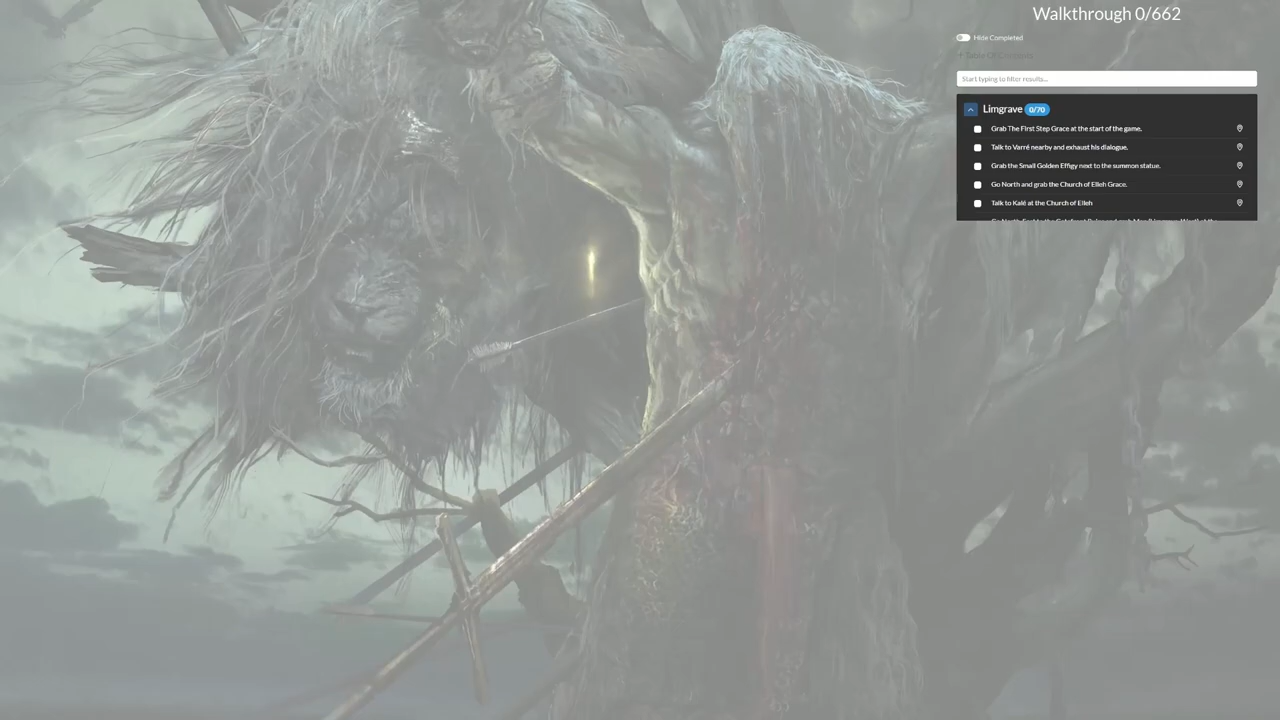 Walkthrough 0/662
Hide Completed
+ Table Of Contents
Start typing to filter results...
Limgrave 0/70
Grab The First Step Grace at the start of the game.
Talk to Varré nearby and exhaust his dialogue.
Grab the Small Golden Effigy next to the summon statue.
Go North and grab the Church of Elleh Grace.
Talk to Kalé at the Church of Elleh